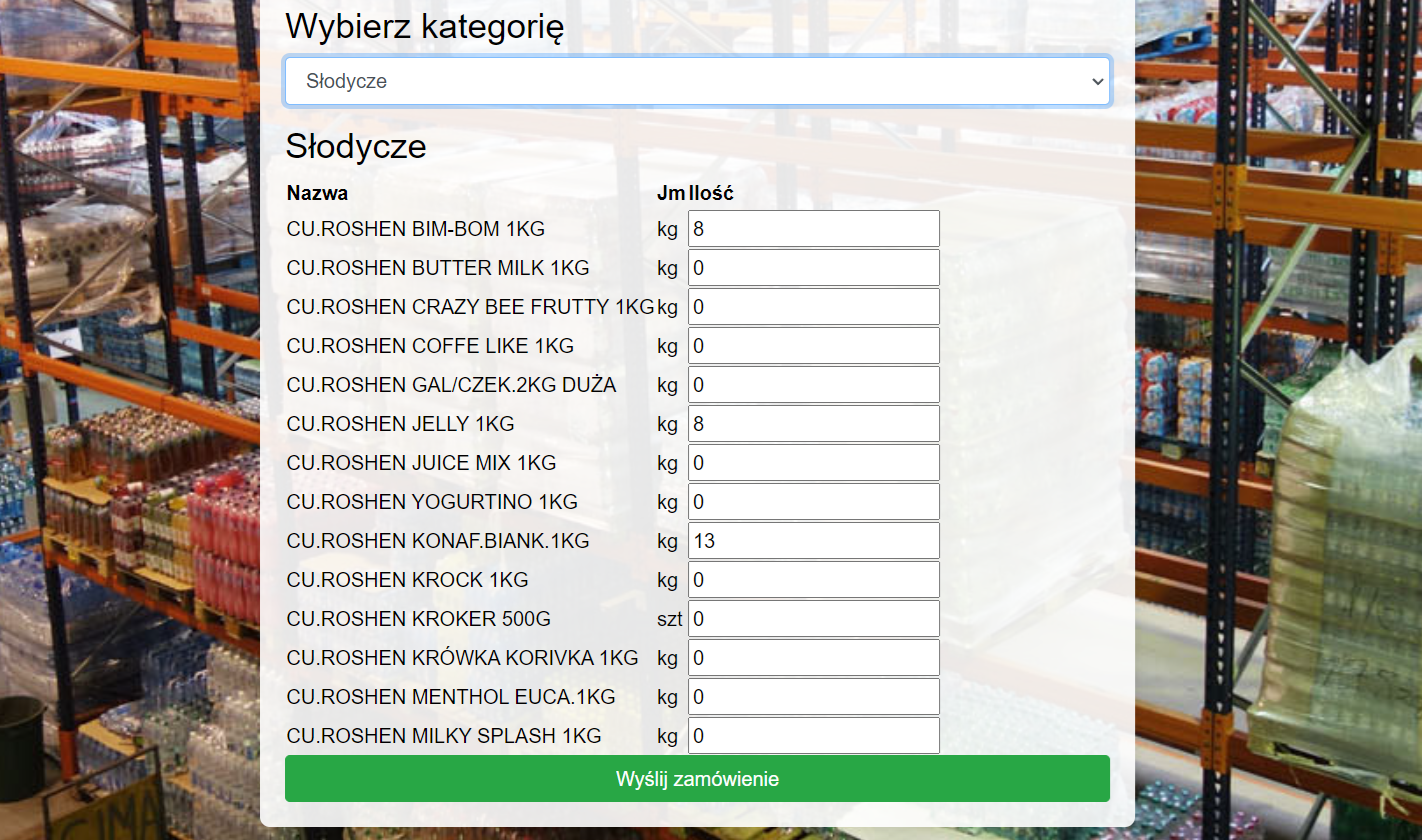 Wybierz kategorię
Słodycze
Słodycze
Nazwa Jm Ilość
CU.ROSHEN BIM-BOM 1KG kg 8
CU.ROSHEN BUTTER MILK 1KG kg 0
CU.ROSHEN CRAZY BEE FRUTTY 1KG kg 0
CU.ROSHEN COFFE LIKE 1KG kg 0
CU.ROSHEN GAL/CZEK.2KG DUŻA kg 0
CU.ROSHEN JELLY 1KG kg 8
CU.ROSHEN JUICE MIX 1KG kg 0
CU.ROSHEN YOGURTINO 1KG kg 0
CU.ROSHEN KONAF.BIANK.1KG kg 13
CU.ROSHEN KROCK 1KG kg 0
CU.ROSHEN KROKER 500G szt 0
CU.ROSHEN KRÓWKA KORIVKA 1KG kg 0
CU.ROSHEN MENTHOL EUCA.1KG kg 0
CU.ROSHEN MILKY SPLASH 1KG kg 0
Wyślij zamówienie